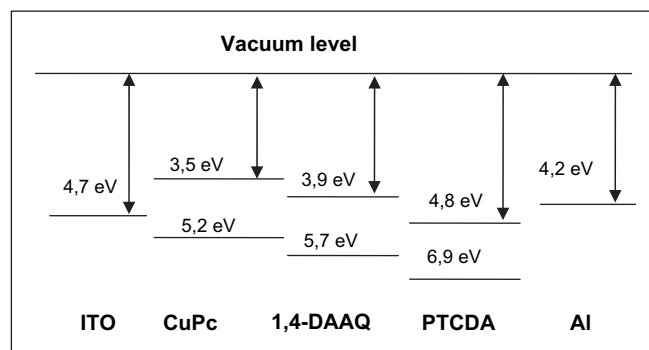 Vacuum level
3,5 eV
3,9 eV
4,2 eV
4,7 eV
4,8 eV
5,2 eV
5,7 eV
6,9 eV
ITO CuPc 1,4-DAAQ PTCDA Al